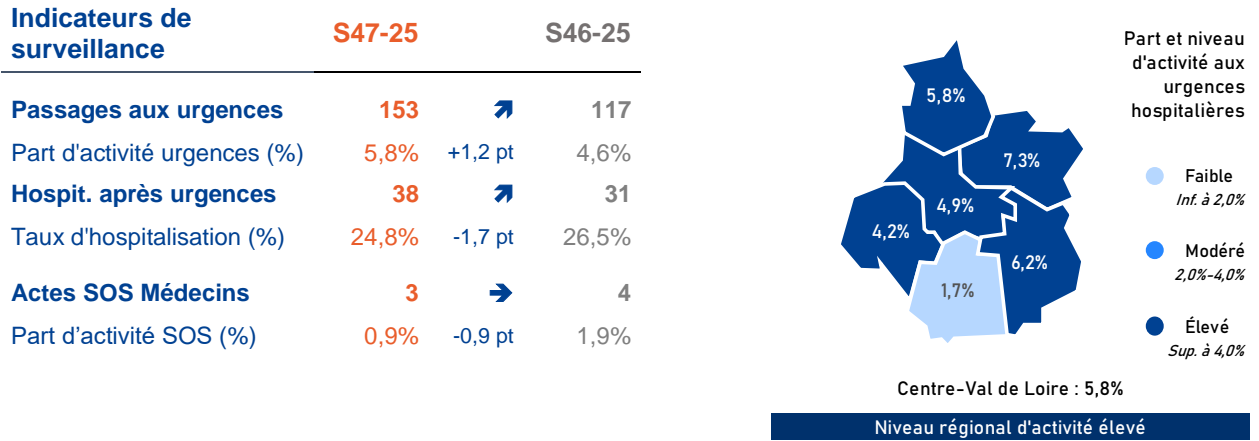 Indicateurs de
surveillance
S47-25
S46-25
Passages aux urgences 153 🡵 117
Part d'activité urgences (%) 5,8% +1,2 pt 4,6%
Hospit. après urgences 38 🡵 31
Taux d'hospitalisation (%) 24,8% -1,7 pt 26,5%
Actes SOS Médecins 3 🡲 4
Part d’activité SOS (%) 0,9% -0,9 pt 1,9%
Part et niveau
d'activité aux
urgences
hospitalières
5,8%
7,3%
4,9%
4,2%
6,2%
1,7%
Faible
Inf. à 2,0%
Modéré
2,0%-4,0%
Élevé
Sup. à 4,0%
Centre-Val de Loire : 5,8%
Niveau régional d'activité élevé